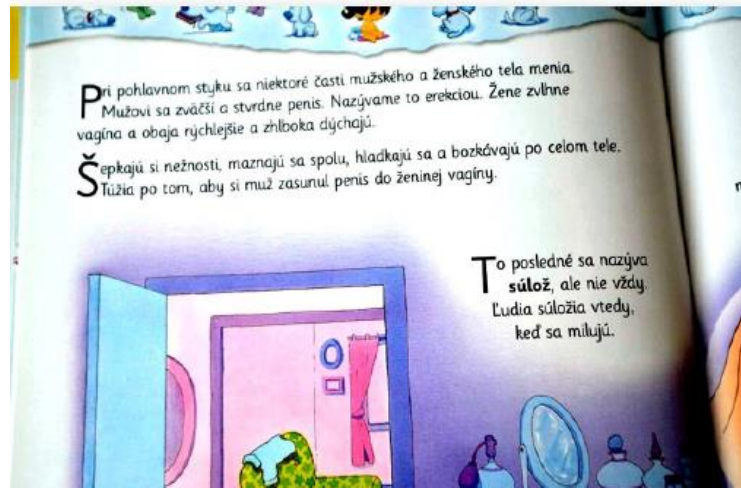 Pri pohlavnom styku sa niektoré časti mužského a ženského tela menia.
Mužovi sa zväčší a stvrdne penis. Nazývame to erekciou. Žene zvlhne
vagína a obaja rýchlejšie a zhlboka dýchajú.
Šepkajú si nežnosti, maznajú sa spolu, hladkajú sa a bozkávajú po celom tele.
Túžia po tom, aby si muž zasunul penis do ženinej vagíny.
To posledné sa nazýva
súlož, ale nie vždy.
Ľudia súložia vtedy,
keď sa milujú.